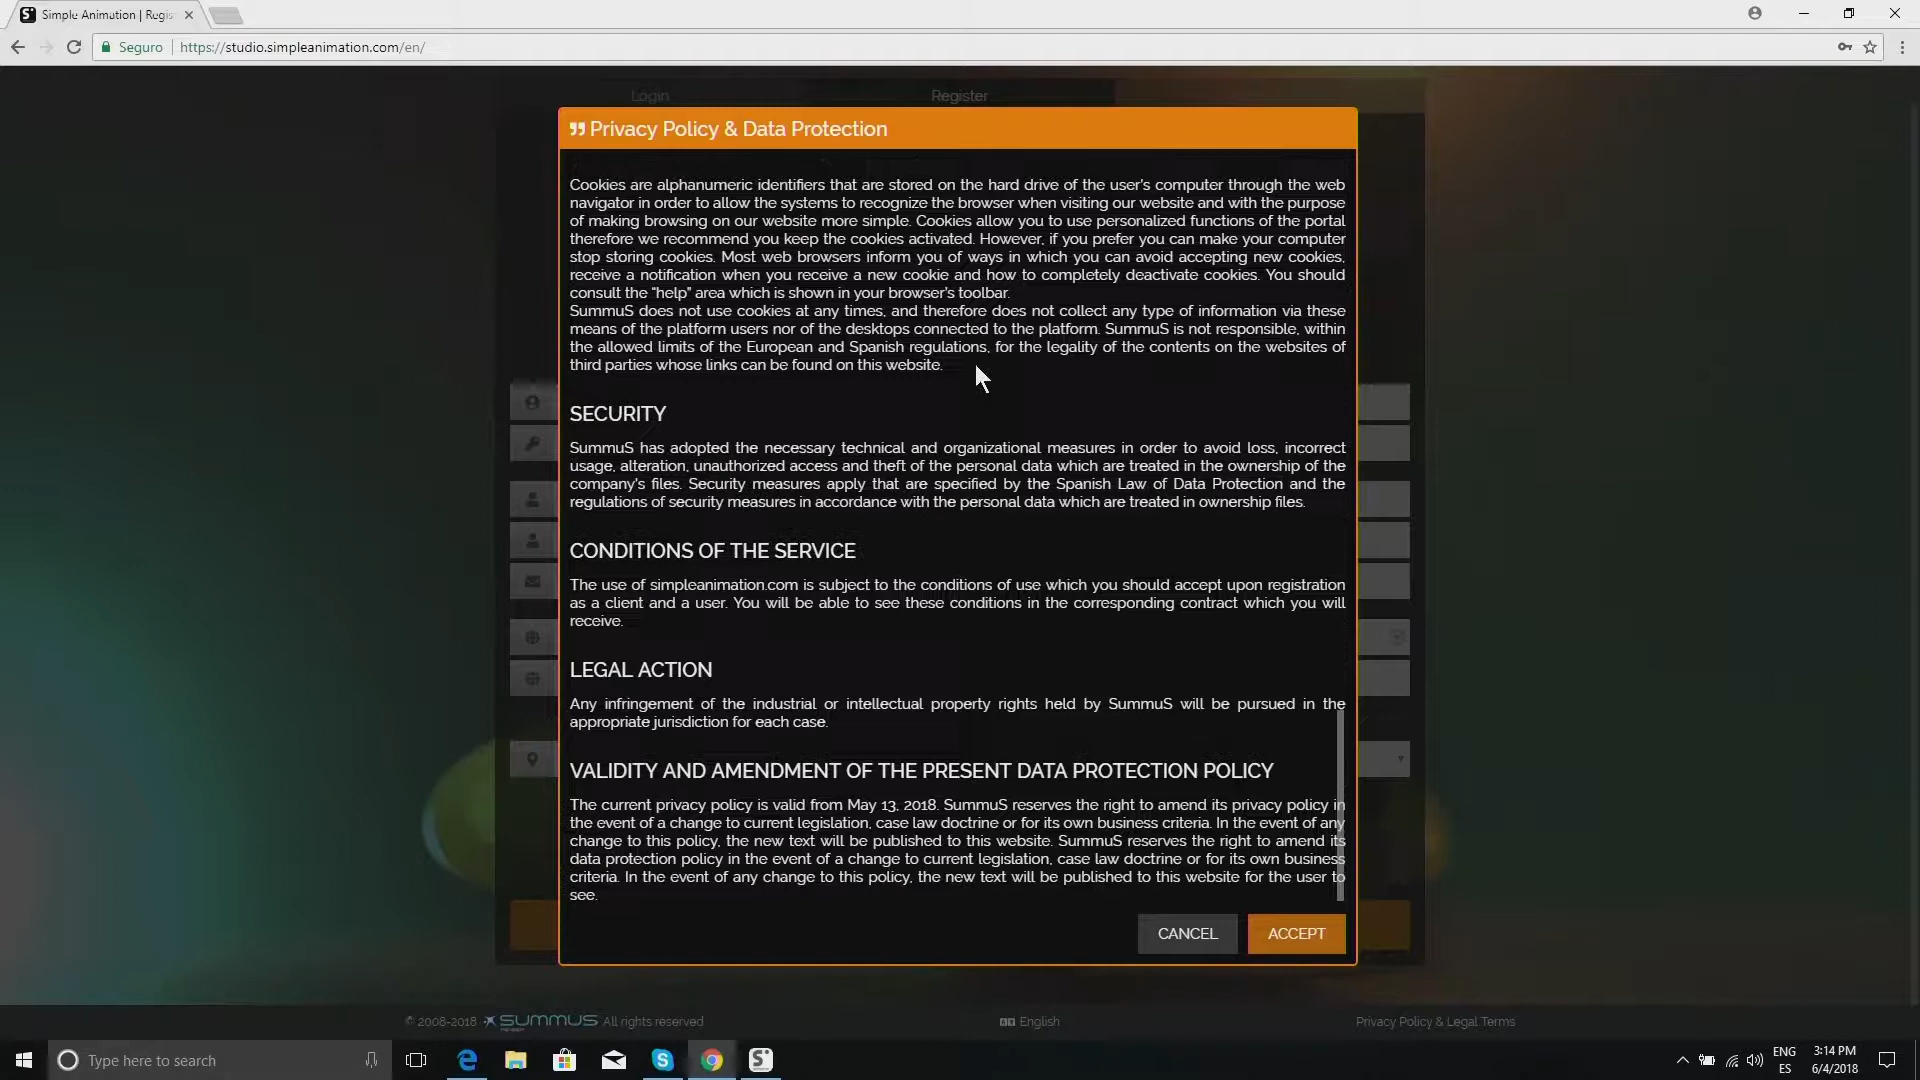 Simple Animation | Regis
Seguro
https://studio.simpleanimation.com/en/
Login
Register
Privacy Policy & Data Protection
Cookies are alphanumeric identifiers that are stored on the hard drive of the user's computer through the web
navigator in order to allow the systems to recognize the browser when visiting our website and with the purpose
of making browsing on our website more simple. Cookies allow you to use personalized functions of the portal
therefore we recommend you keep the cookies activated. However, if you prefer you can make your computer
stop storing cookies. Most web browsers inform you of ways in which you can avoid accepting new cookies,
receive a notification when you receive a new cookie and how to completely deactivate cookies. You should
consult the “help” area which is shown in your browser's toolbar.
SummuS does not use cookies at any times, and therefore does not collect any type of information via these
means of the platform users nor of the desktops connected to the platform. SummuS is not responsible, within
the allowed limits of the European and Spanish regulations, for the legality of the contents on the websites of
third parties whose links can be found on this website.
SECURITY
SummuS has adopted the necessary technical and organizational measures in order to avoid loss, incorrect
usage, alteration, unauthorized access and theft of the personal data which are treated in the ownership of the
company's files. Security measures apply that are specified by the Spanish Law of Data Protection and the
regulations of security measures in accordance with the personal data which are treated in ownership files.
CONDITIONS OF THE SERVICE
The use of simpleanimation.com is subject to the conditions of use which you should accept upon registration
as a client and a user. You will be able to see these conditions in the corresponding contract which you will
receive.
LEGAL ACTION
Any infringement of the industrial or intellectual property rights held by SummuS will be pursued in the
appropriate jurisdiction for each case.
VALIDITY AND AMENDMENT OF THE PRESENT DATA PROTECTION POLICY
The current privacy policy is valid from May 13, 2018. SummuS reserves the right to amend its privacy policy in
the event of a change to current legislation, case law doctrine or for its own business criteria. In the event of any
change to this policy, the new text will be published to this website. SummuS reserves the right to amend its
data protection policy in the event of a change to current legislation, case law doctrine or for its own business
criteria. In the event of any change to this policy, the new text will be published to this website for the user to
see.
CANCEL
ACCEPT
© 2008-2018 SUMMUS All rights reserved
English
Privacy Policy & Legal Terms
Type here to search
ENG
ES
3:14 PM
6/4/2018